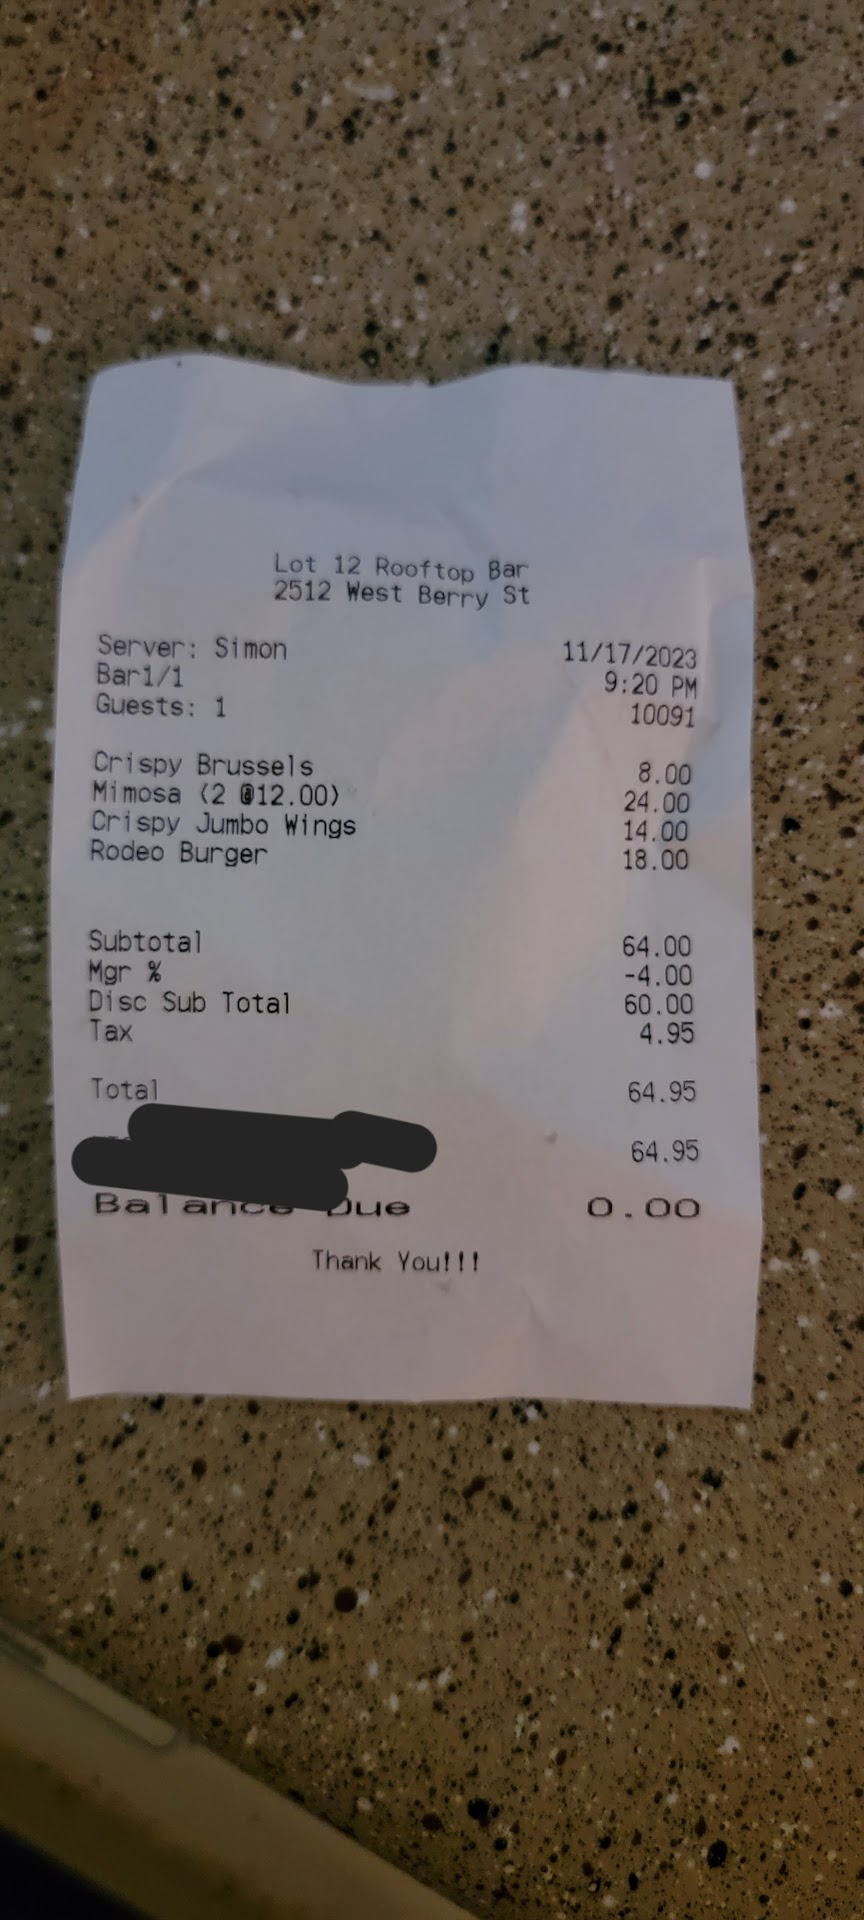 Lot 12 Rooftop Bar
2512 West Berry St
Server: Simon 11/17/2023
Bar1/1 9:20 PM
Guests: 1 10091
Crispy Brussels 8.00
Mimosa (2 @12.00) 24.00
Crispy Jumbo Wings 14.00
Rodeo Burger 18.00
Subtotal 64.00
Mgr % -4.00
Disc Sub Total 60.00
Tax 4.95
Total 64.95
64.95
Balance Due 0.00
Thank You!!!